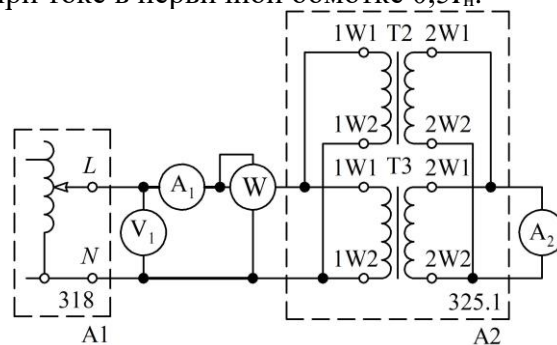 при токе в первичной обмотке 0,5Iн.
1W1 T2 2W1
1W2 2W2
1W1 T3 2W1
L
A1 W
V1 A2
N
1W2 2W2
318 325.1
A1 A2